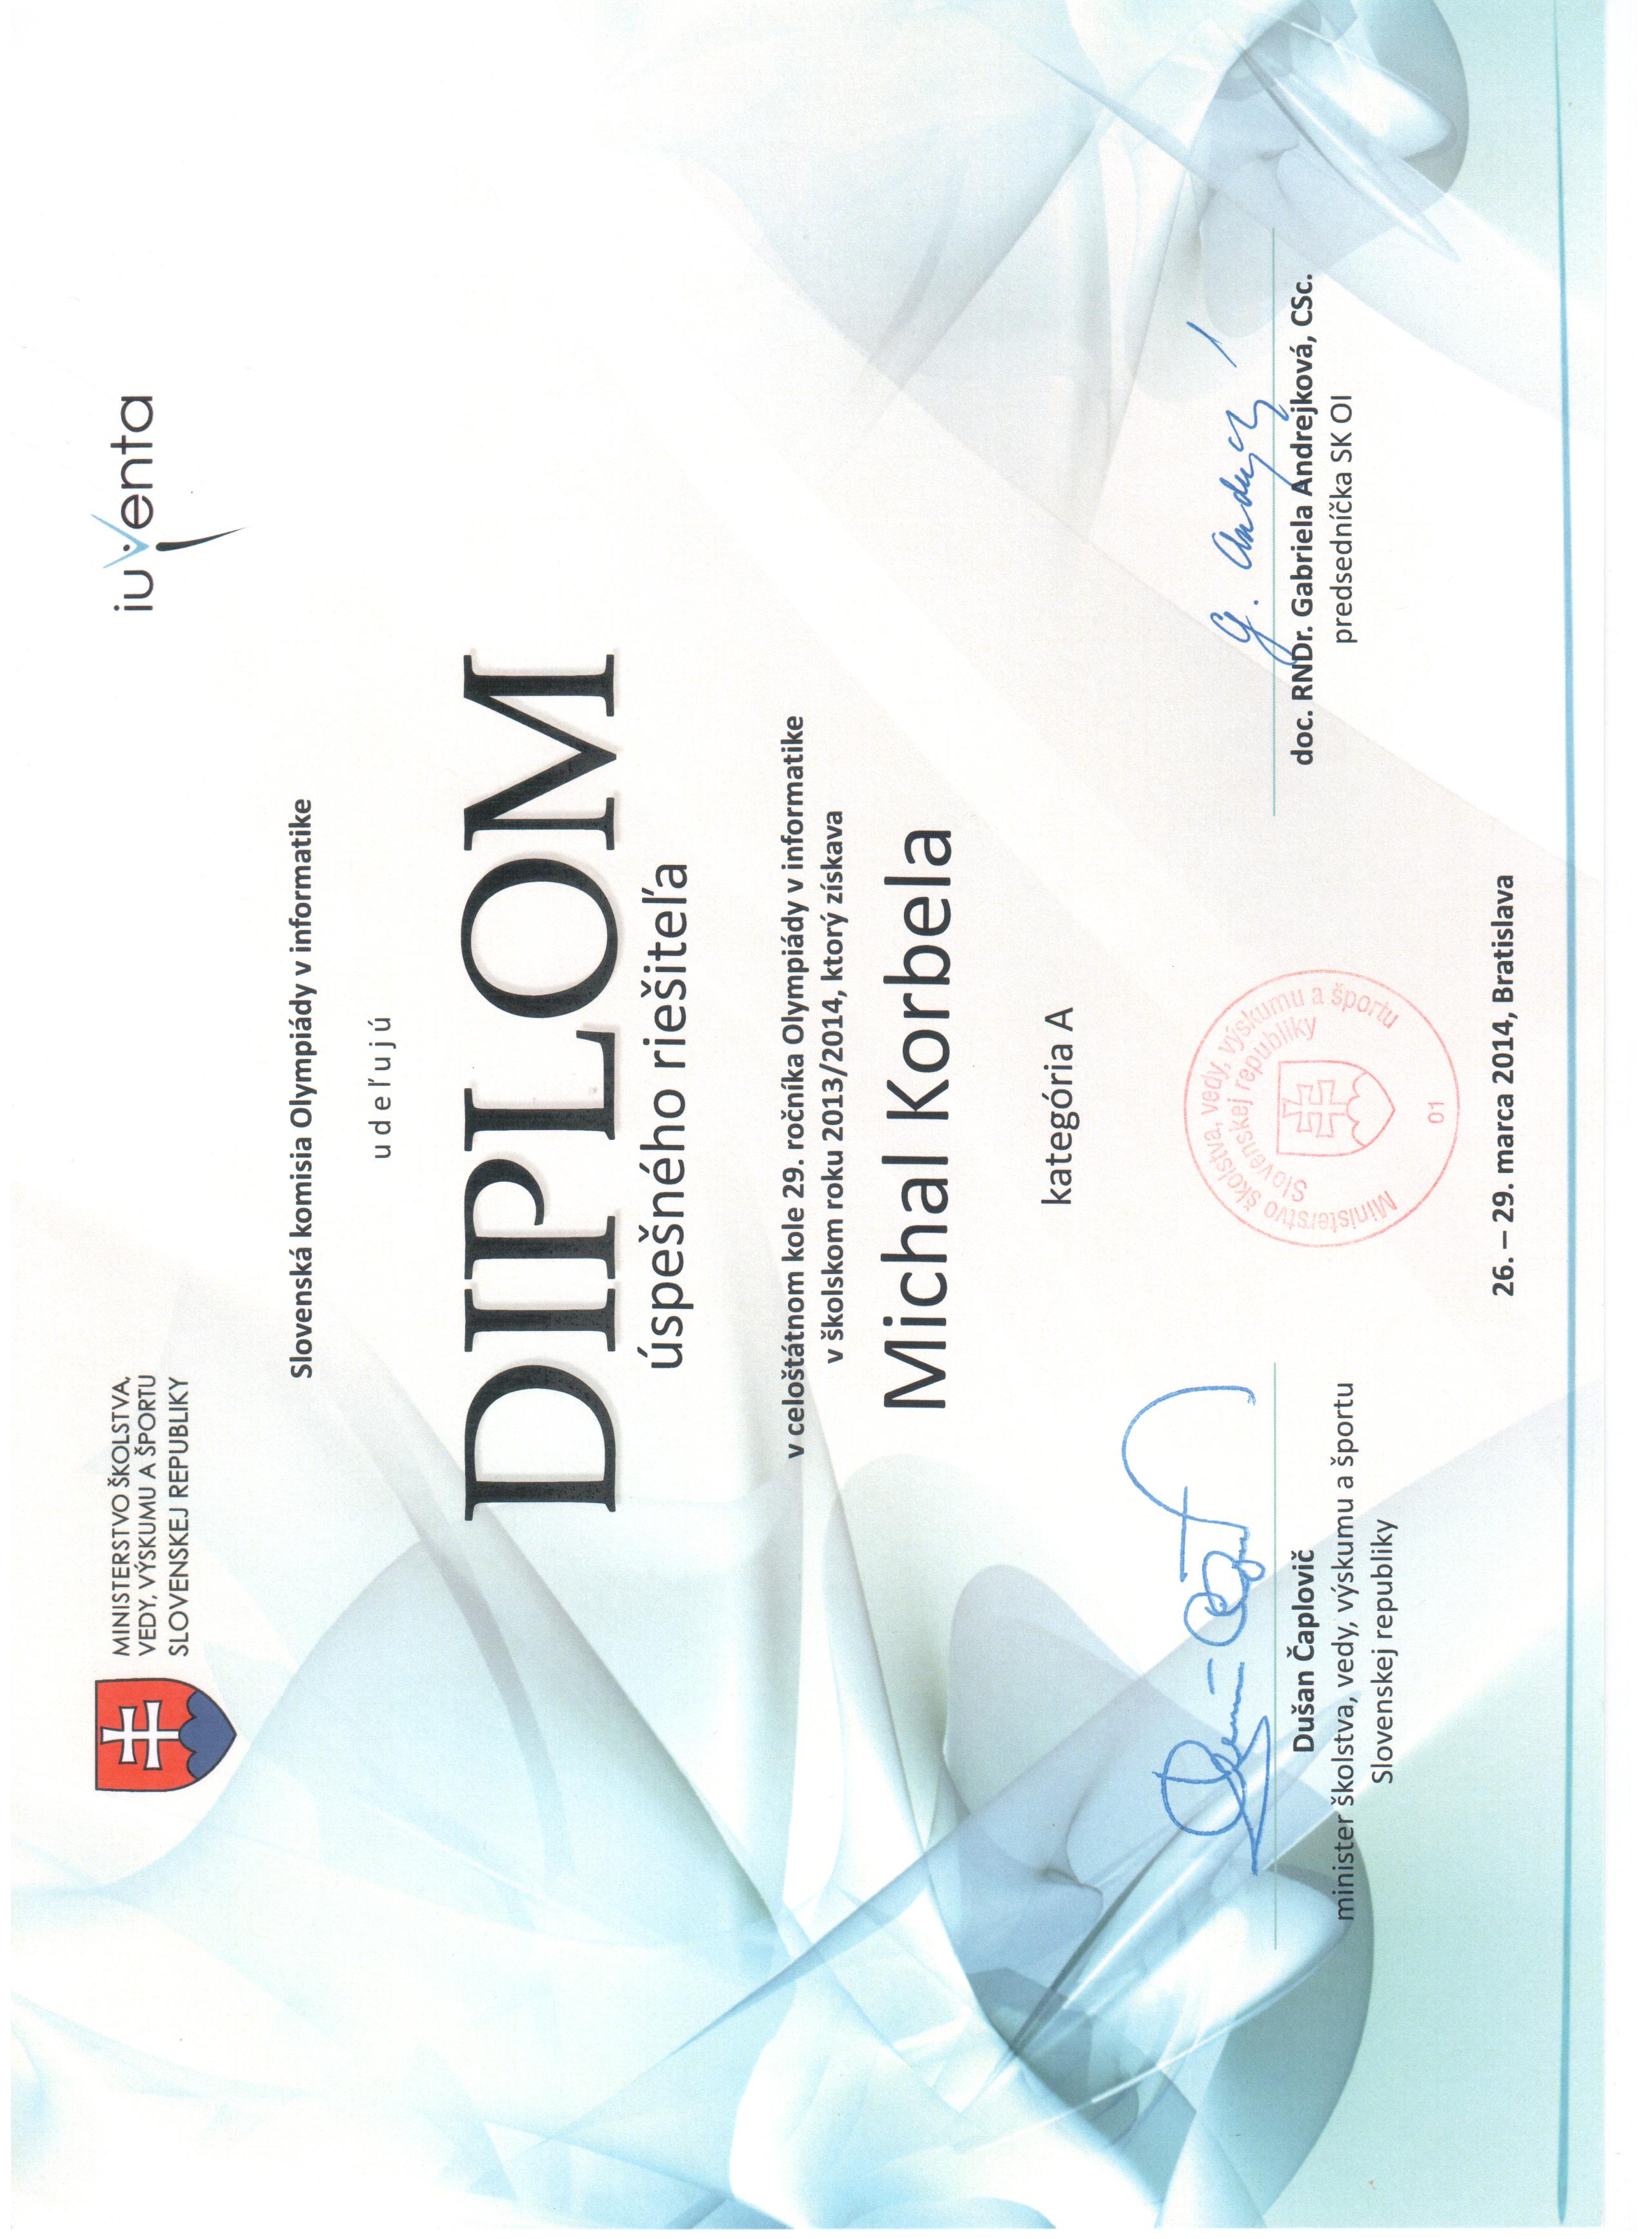 MINISTERSTVO ŠKOLSTVA,
VEDY, VÝSKUMU A ŠPORTU
SLOVENSKEJ REPUBLIKY
iuventa
Slovenská komisia Olympiády v informatike
udeľujú
DIPLOM
úspešného riešiteľa
v celoštátnom kole 29. ročníka Olympiády v informatike
v školskom roku 2013/2014, ktorý získava
Michal Korbela
kategória A
G. Andrejk
Dušan Čaplovič
minister školstva, vedy, výskumu a športu
Slovenskej republiky
Ministerstvo školstva, vedy, výskumu a športu
Slovenskej republiky
01
doc. RNDr. Gabriela Andrejková, CSc.
predsedníčka SK OI
26. – 29. marca 2014, Bratislava